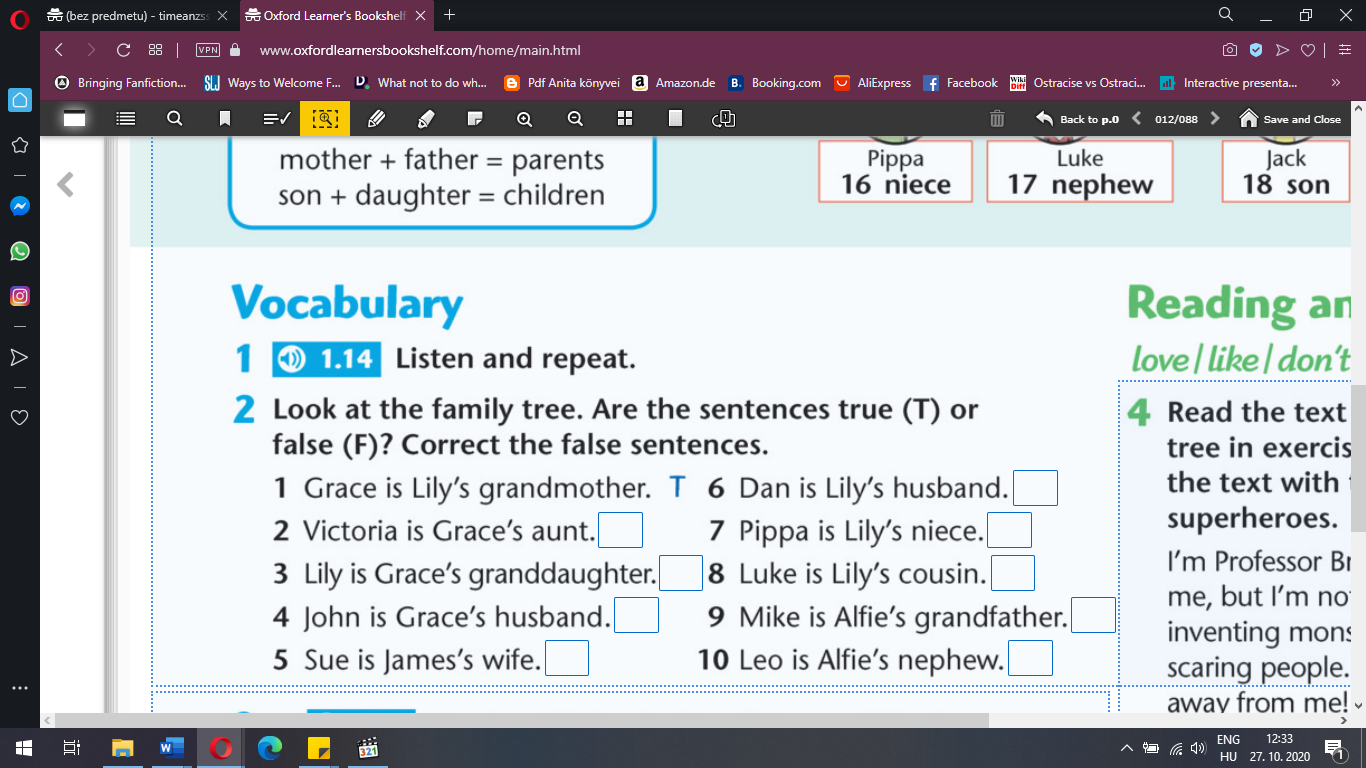 (bez predmetu) - timeanzss
Oxford Learner's Bookshelf
VPN
www.oxfordlearnersbookshelf.com/home/main.html
Bringing Fanfiction...
Ways to Welcome F...
What not to do wh...
Pdf Anita könyvei
Amazon.de
Booking.com
AliExpress
Facebook
Ostracise vs Ostraci...
Interactive presenta...
Back to p.0
012/088
Save and Close
mother + father = parents
son + daughter = children
Pippa
16 niece
Luke
17 nephew
Jack
18 son
Vocabulary
1 1.14 Listen and repeat.
2 Look at the family tree. Are the sentences true (T) or
false (F)? Correct the false sentences.
1 Grace is Lily's grandmother. T
2 Victoria is Grace's aunt.
3 Lily is Grace's granddaughter.
4 John is Grace's husband.
5 Sue is James's wife.
6 Dan is Lily's husband.
7 Pippa is Lily's niece.
8 Luke is Lily's cousin.
9 Mike is Alfie's grandfather.
10 Leo is Alfie's nephew.
Reading an
love / like / don't
4 Read the text
tree in exercis
the text with
superheroes.
I'm Professor Br
me, but I'm no
inventing mons
scaring people.
away from me!
ENG
HU
12:33
27. 10. 2020